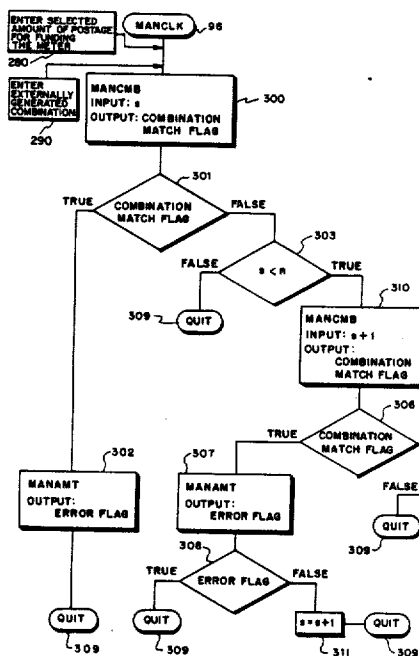 ENTER SELECTED
AMOUNT OF POSTAGE
FOR FUNDING
THE METER
280
MANCLK
96
ENTER
EXTERNALLY
GENERATED
COMBINATION
290
MANCMB
INPUT: s
OUTPUT: COMBINATION
MATCH FLAG
300
301
TRUE
COMBINATION
MATCH FLAG
FALSE
303
FALSE
s < n
TRUE
309
QUIT
310
MANCMB
INPUT: s+1
OUTPUT:
COMBINATION
MATCH FLAG
306
TRUE
COMBINATION
MATCH FLAG
FALSE
309
QUIT
302
MANAMT
OUTPUT:
ERROR FLAG
307
MANAMT
OUTPUT:
ERROR FLAG
308
TRUE
ERROR FLAG
FALSE
QUIT
309
QUIT
309
s=s+1
311
QUIT
309